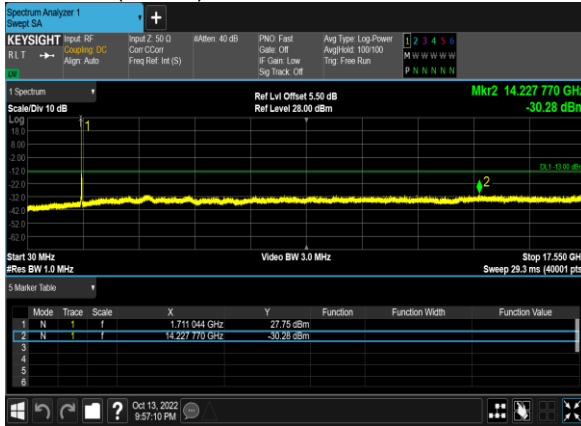 Spectrum Analyzer 1
Swept SA
KEYSIGHT Input: RF Input Z: 50 Ω #Atten: 40 dB PNO: Fast Avg Type: Log-Power 1 2 3 4 5 6
R L T Coupling: DC Corr CCorr Gate: Off Avg|Hold: 100/100 M W W W W W
Align: Auto Freq Ref: Int (S) IF Gain: Low Trig: Free Run
LW Sig Track: Off P N N N N N
1 Spectrum Ref Lvl Offset 5.50 dB Mkr2 14.227 770 GHz
Scale/Div 10 dB Ref Level 28.00 dBm -30.28 dBm
Log
18.0 1
8.00
-2.00
-12.0 DL1 -13.00 dBm
-22.0 2
-32.0
-42.0
-52.0
-62.0
Start 30 MHz Video BW 3.0 MHz Stop 17.550 GH
#Res BW 1.0 MHz Sweep 29.3 ms (40001 pts
5 Marker Table
Mode Trace Scale X Y Function Function Width Function Value
1 N 1 f 1.711 044 GHz 27.75 dBm
2 N 1 f 14.227 770 GHz -30.28 dBm
3
4
5
6
? Oct 13, 2022
9:57:10 PM